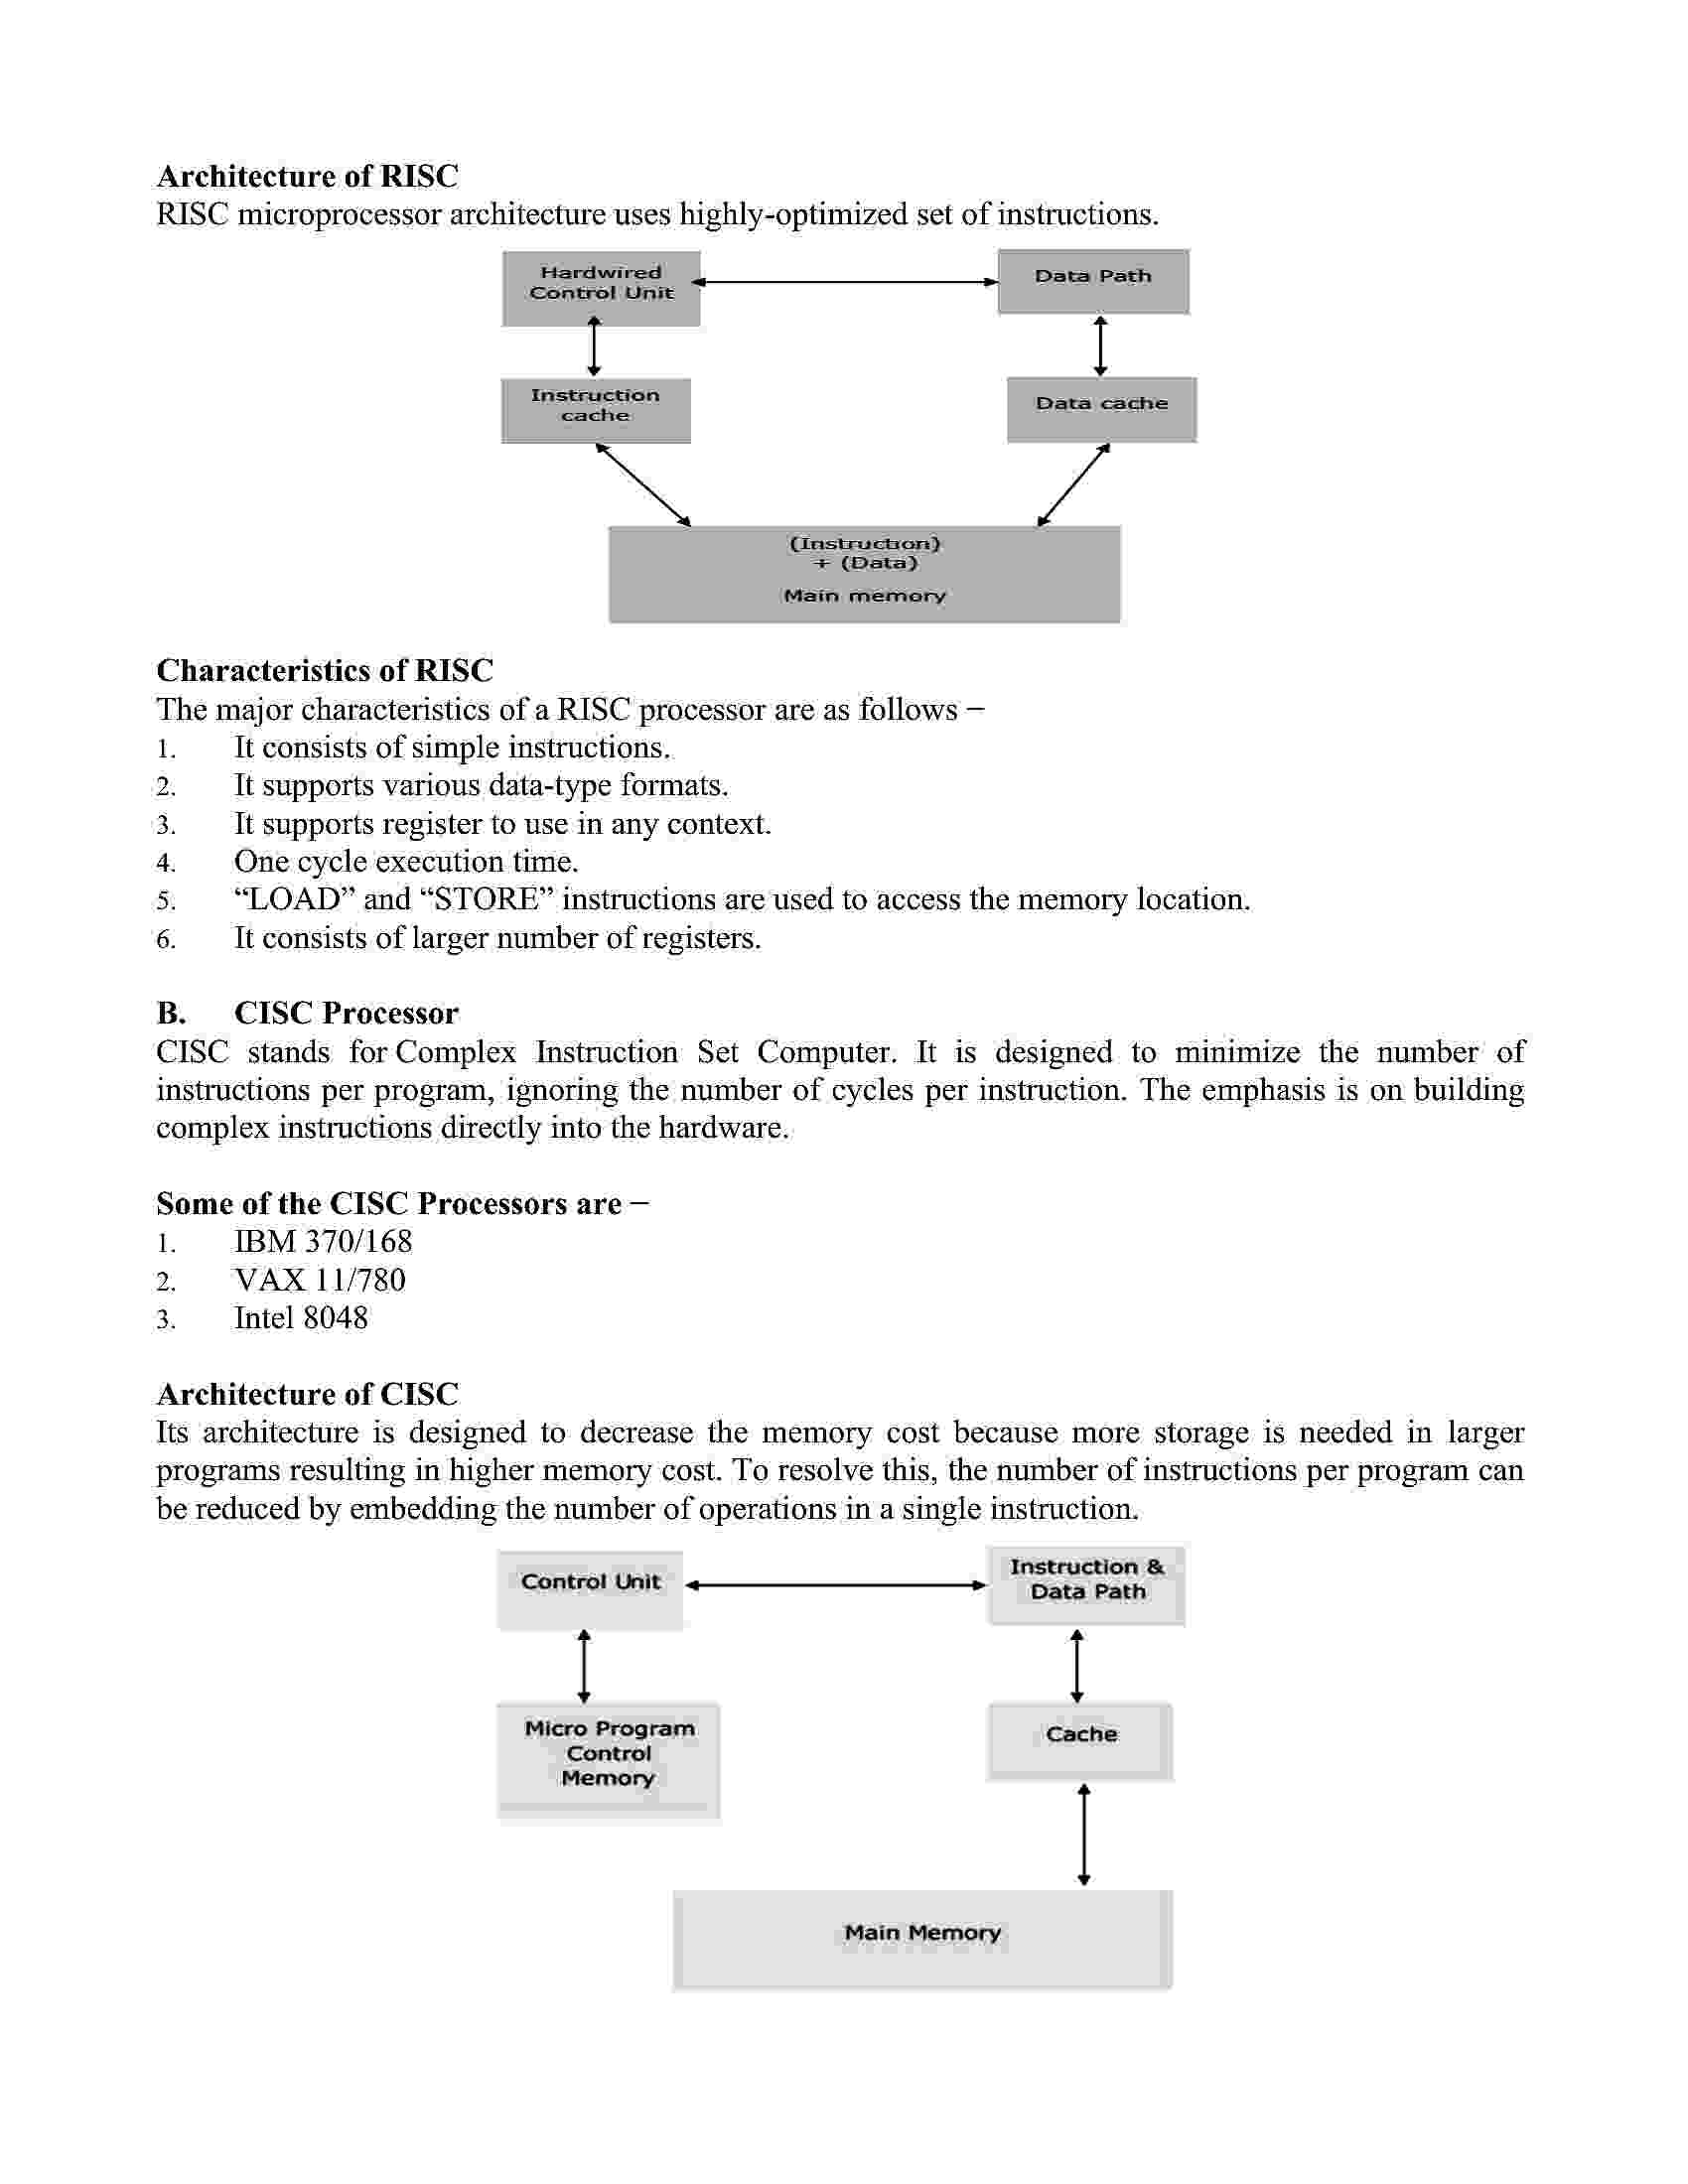 Architecture of RISC
RISC microprocessor architecture uses highly-optimized set of instructions.
Hardwired
Control Unit
Data Path
Instruction
cache
Data cache
(Instruction)
+ (Data)
Main memory
Characteristics of RISC
The major characteristics of a RISC processor are as follows −
1. It consists of simple instructions.
2. It supports various data-type formats.
3. It supports register to use in any context.
4. One cycle execution time.
5. “LOAD” and “STORE” instructions are used to access the memory location.
6. It consists of larger number of registers.
B. CISC Processor
CISC stands for Complex Instruction Set Computer. It is designed to minimize the number of
instructions per program, ignoring the number of cycles per instruction. The emphasis is on building
complex instructions directly into the hardware.
Some of the CISC Processors are −
1. IBM 370/168
2. VAX 11/780
3. Intel 8048
Architecture of CISC
Its architecture is designed to decrease the memory cost because more storage is needed in larger
programs resulting in higher memory cost. To resolve this, the number of instructions per program can
be reduced by embedding the number of operations in a single instruction.
Control Unit
Instruction &
Data Path
Micro Program
Control
Memory
Cache
Main Memory